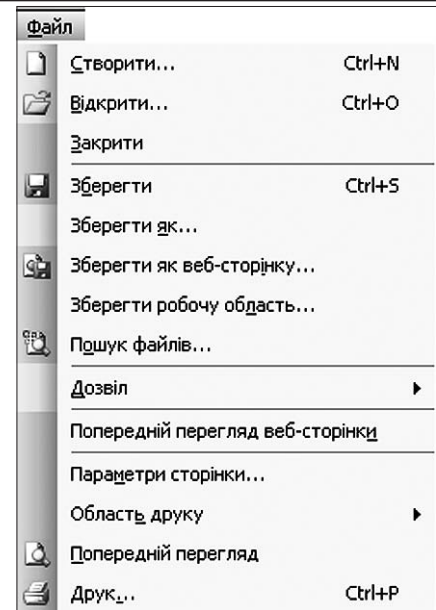 Файл
Створити... Ctrl+N
Відкрити... Ctrl+O
Закрити
Зберегти Ctrl+S
Зберегти як...
Зберегти як веб-сторінку...
Зберегти робочу область...
Пошук файлів...
Дозвіл
Попередній перегляд веб-сторінки
Параметри сторінки...
Область друку
Попередній перегляд
Друк... Ctrl+P